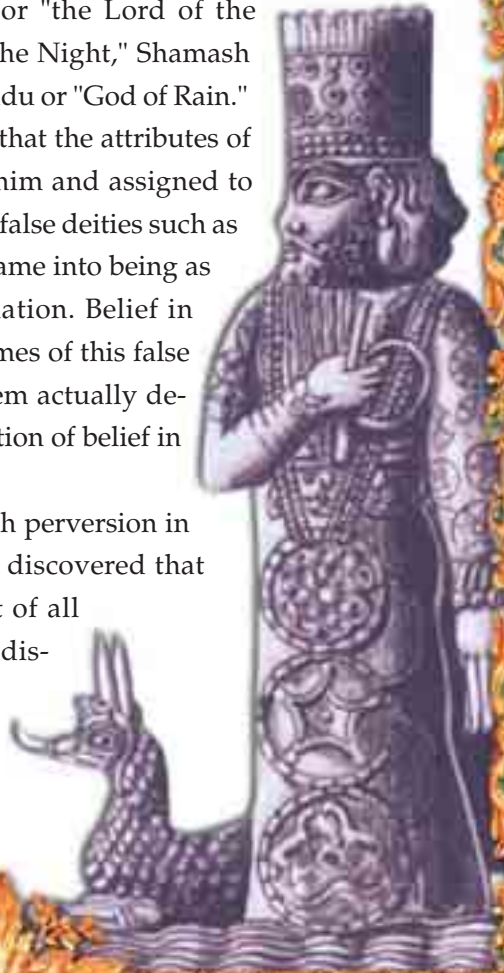 or "the Lord of the
he Night," Shamash
du or "God of Rain."
that the attributes of
him and assigned to
false deities such as
ame into being as
ation. Belief in
mes of this false
em actually de-
tion of belief in
h perversion in
discovered that
t of all
dis-